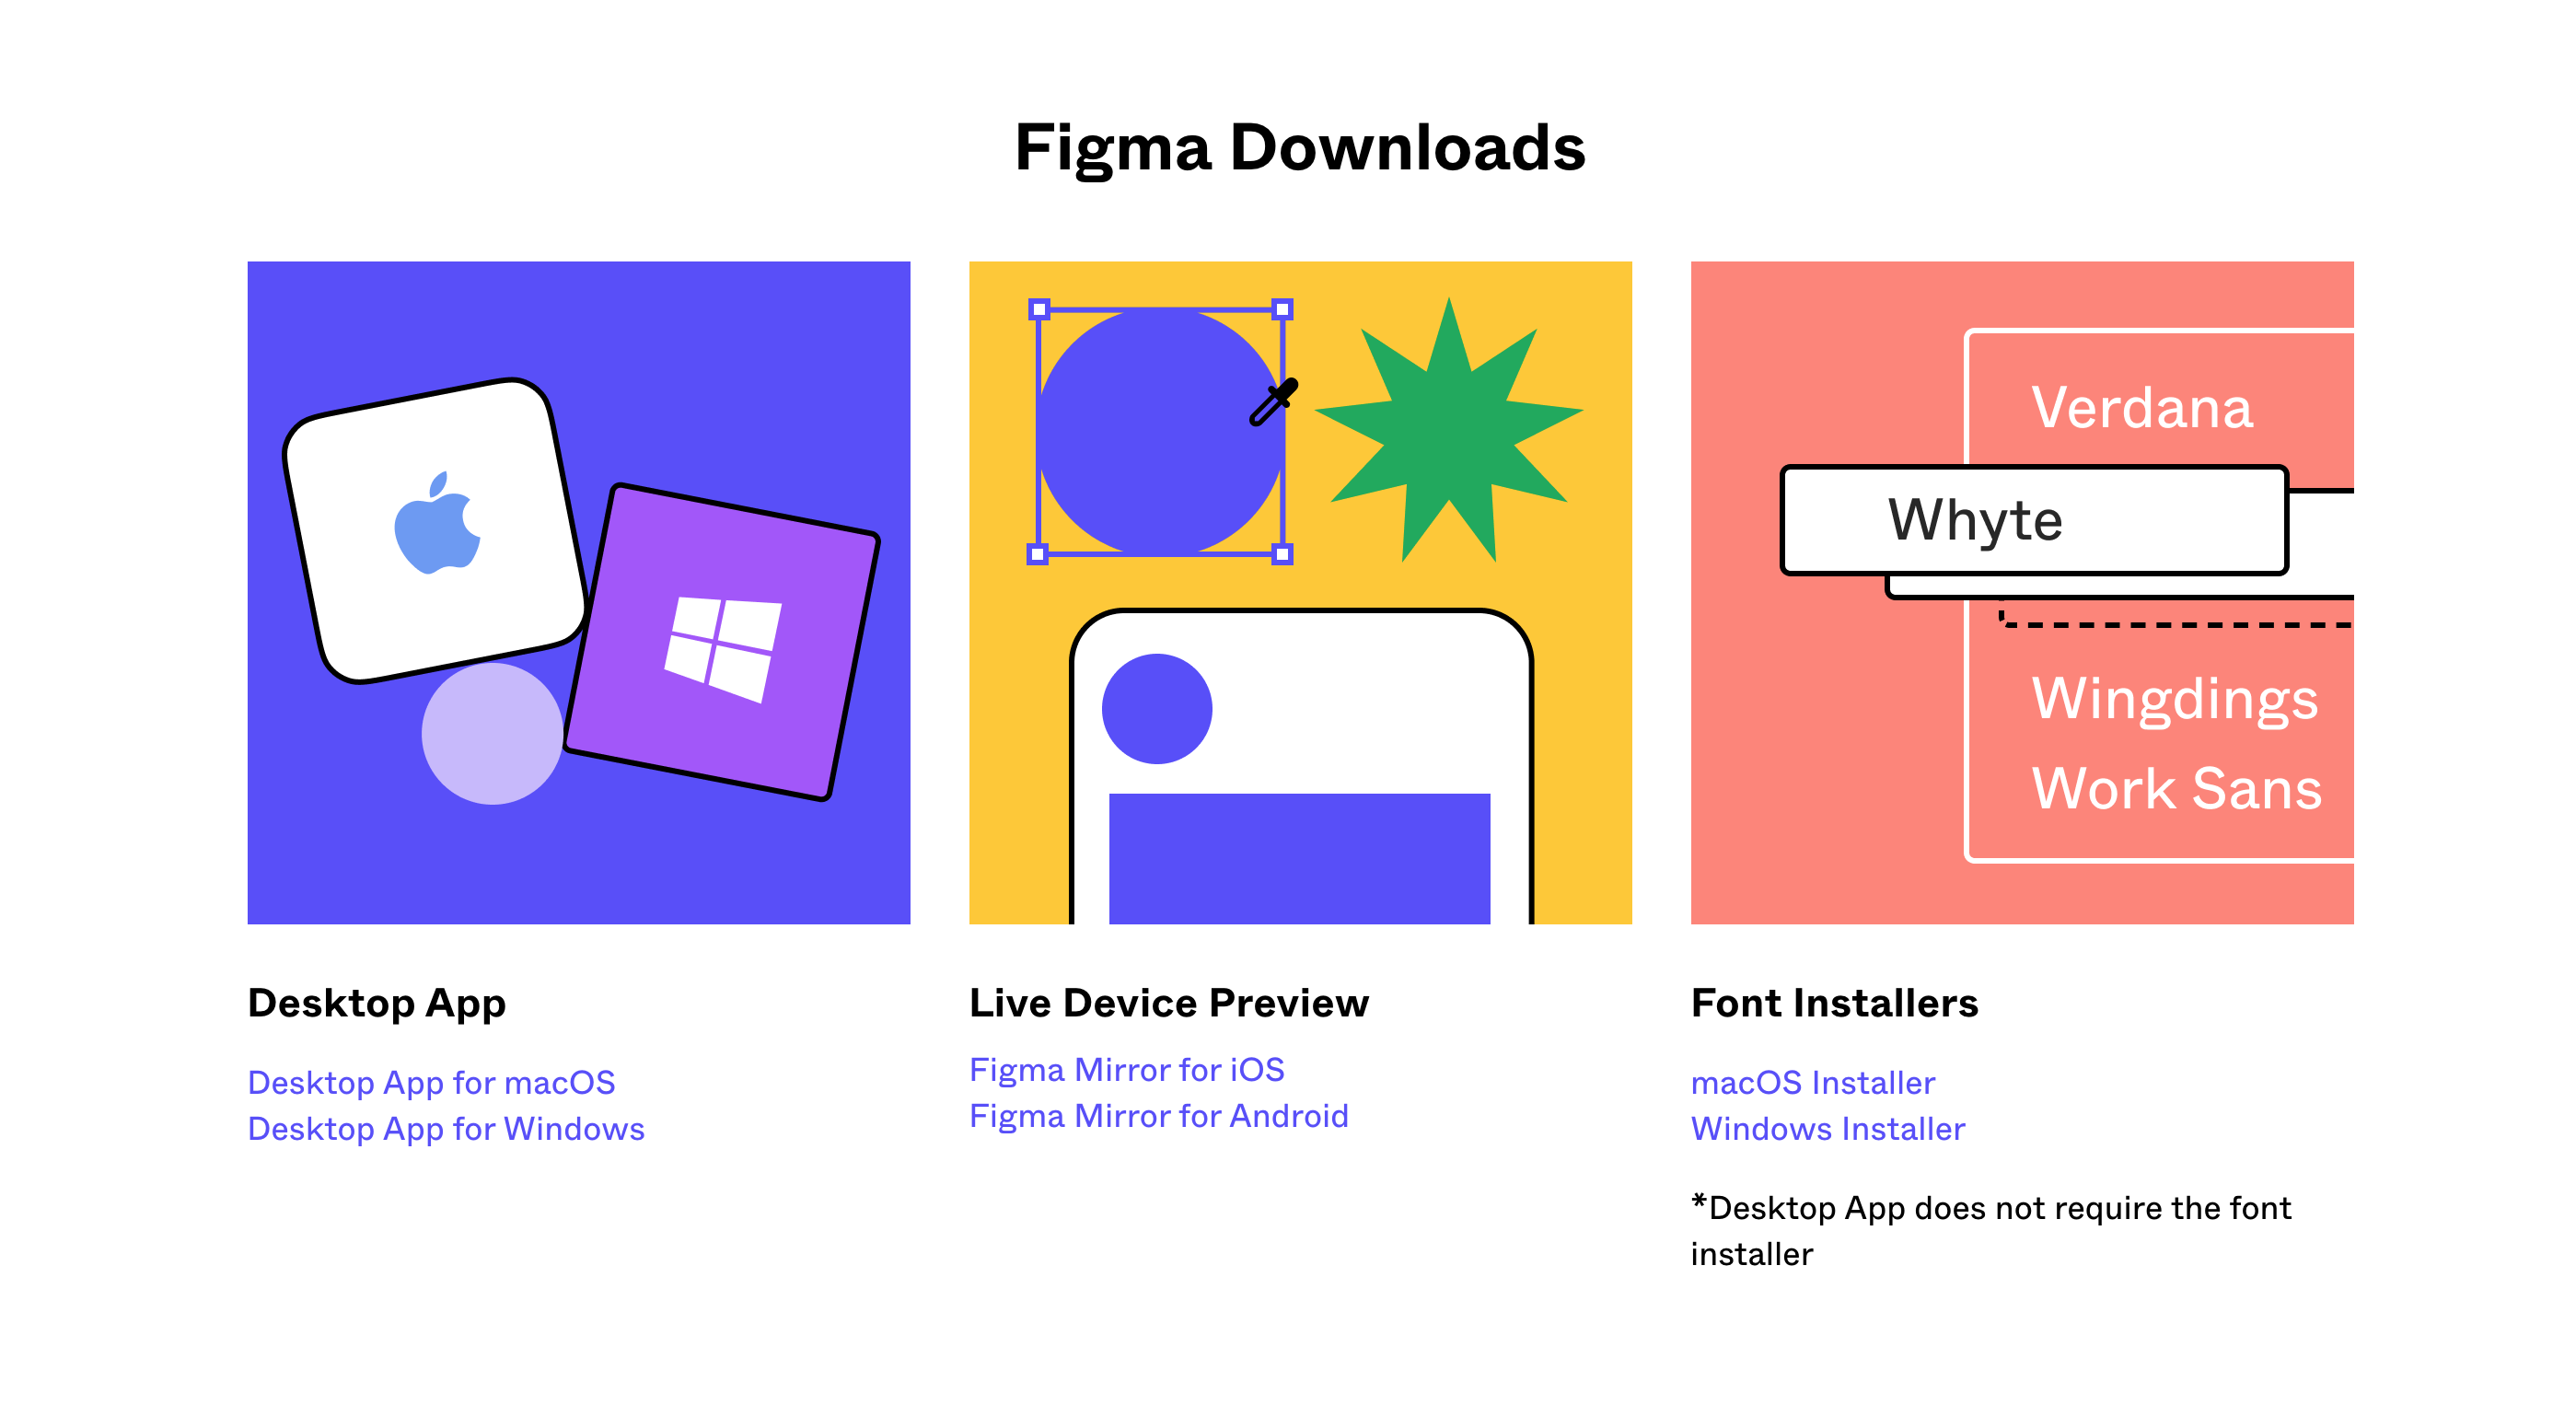 Figma Downloads
Verdana
Whyte
Wingdings
Work Sans
Desktop App
Desktop App for macOS
Desktop App for Windows
Live Device Preview
Figma Mirror for iOS
Figma Mirror for Android
Font Installers
macOS Installer
Windows Installer
*Desktop App does not require the font
installer